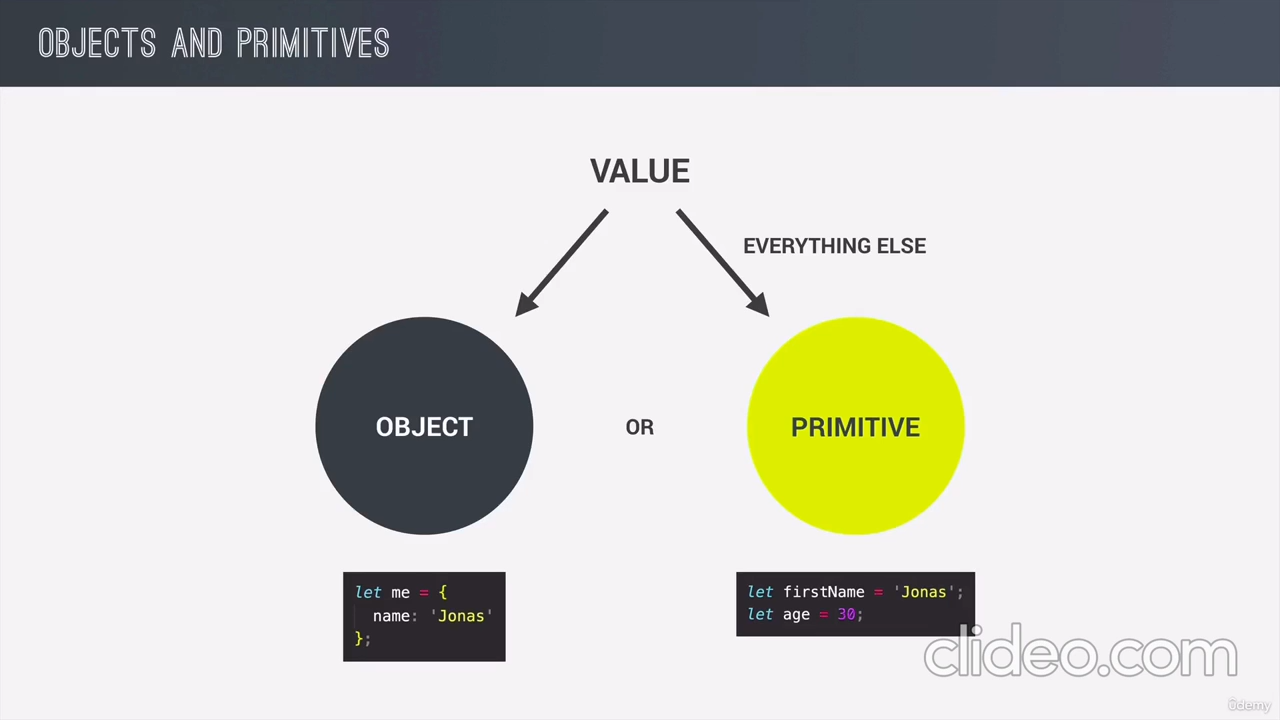 OBJECTS AND PRIMITIVES
VALUE
EVERYTHING ELSE
OBJECT
OR
PRIMITIVE
let me = {
name: 'Jonas'
};
let firstName = 'Jonas';
let age = 30;
clideo.com
ûdemy